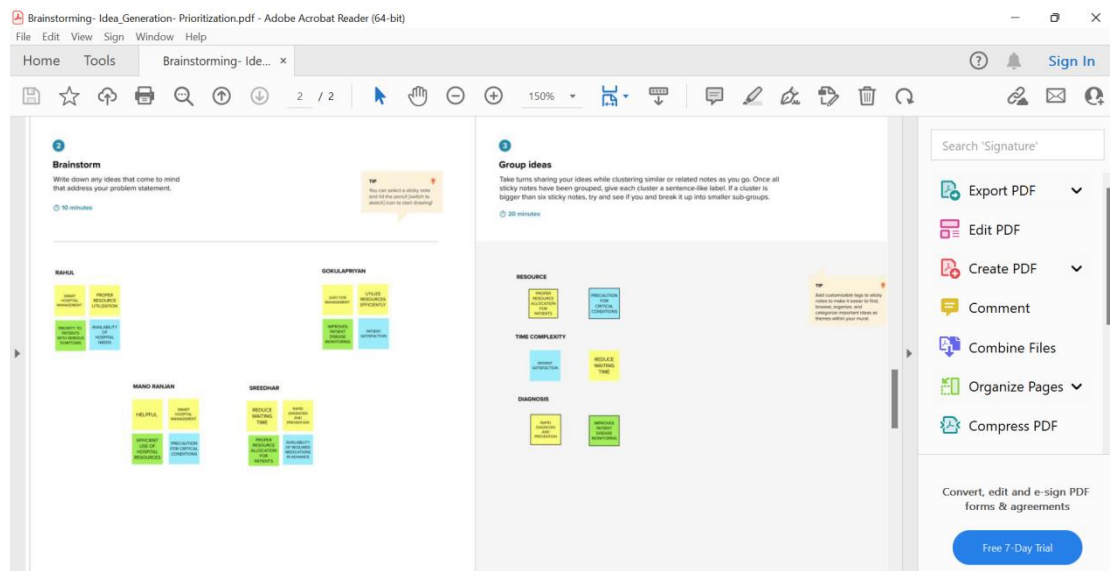 Brainstorming- Idea_Generation- Prioritization.pdf - Adobe Acrobat Reader (64-bit)
File Edit View Sign Window Help
Home Tools Brainstorming- Ide... ×
Sign In
2 / 2
150%
2
Brainstorm
Write down any ideas that come to mind
that address your problem statement.
10 minutes
TIP
You can select a sticky note
and hit the pencil [switch to
sketch] icon to start drawing!
RAHUL
SMART
HOSPITAL
MANAGEMENT
PROPER
RESOURCE
UTILIZATION
PRIORITY TO
PATIENTS
WITH SERIOUS
SYMPTOMS
AVAILABILITY
OF
HOSPITAL
NEEDS
GOKULAPRIYAN
EASY FOR
MANAGEMENT
UTILIZE
RESOURCES
EFFICIENTLY
IMPROVES
PATIENT
DISEASE
MONITORING
PATIENT
SATISFACTION
MANO RANJAN
HELPFUL
SMART
HOSPITAL
MANAGEMENT
EFFICIENT
USE OF
HOSPITAL
RESOURCES
PRECAUTION
FOR CRITICAL
CONDITIONS
SREEDHAR
REDUCE
WAITING
TIME
RAPID
DIAGNOSIS
AND
PREVENTION
PROPER
RESOURCE
ALLOCATION
FOR
PATIENTS
AVAILABILITY
OF REQUIRED
MEDICATIONS
IN ADVANCE
3
Group ideas
Take turns sharing your ideas while clustering similar or related notes as you go. Once all
sticky notes have been grouped, give each cluster a sentence-like label. If a cluster is
bigger than six sticky notes, try and see if you and break it up into smaller sub-groups.
20 minutes
RESOURCE
PROPER
RESOURCE
ALLOCATION
FOR
PATIENTS
PRECAUTION
FOR
CRITICAL
CONDITIONS
TIP
Add customizable tags to sticky
notes to make it easier to find,
browse, organize, and
categorize important ideas as
themes within your mural.
TIME COMPLEXITY
PATIENT
SATISFACTION
REDUCE
WAITING
TIME
DIAGNOSIS
RAPID
DIAGNOSIS
AND
PREVENTION
IMPROVES
PATIENT
DISEASE
MONITORING
Search 'Signature'
Export PDF
Edit PDF
Create PDF
Comment
Combine Files
Organize Pages
Compress PDF
Convert, edit and e-sign PDF
forms & agreements
Free 7-Day Trial